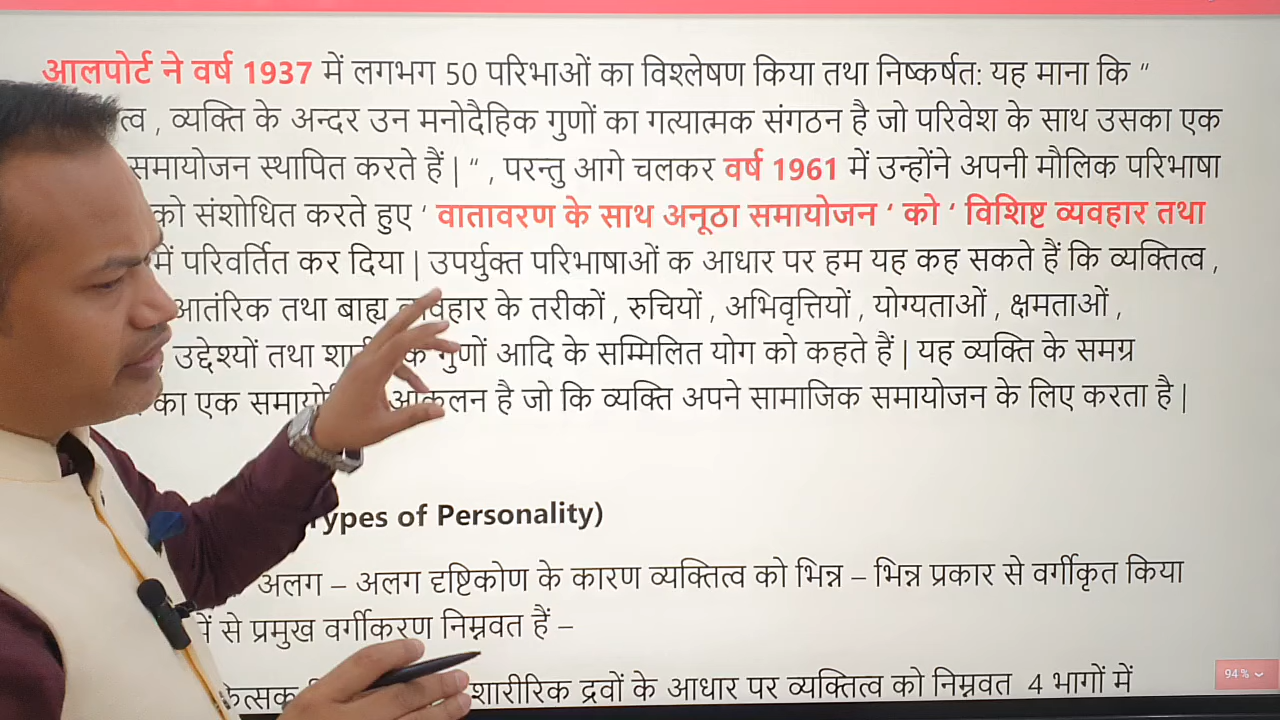 आलपोर्ट ने वर्ष 1937 में लगभग 50 परिभाओं का विश्लेषण किया तथा निष्कर्षत: यह माना कि “
त्व , व्यक्ति के अन्दर उन मनोदैहिक गुणों का गत्यात्मक संगठन है जो परिवेश के साथ उसका एक
समायोजन स्थापित करते हैं | “ , परन्तु आगे चलकर वर्ष 1961 में उन्होंने अपनी मौलिक परिभाषा
को संशोधित करते हुए ‘ वातावरण के साथ अनूठा समायोजन ‘ को ‘ विशिष्ट व्यवहार तथा
में परिवर्तित कर दिया | उपर्युक्त परिभाषाओं क आधार पर हम यह कह सकते हैं कि व्यक्तित्व ,
आतंरिक तथा बाह्य के तरीकों , रुचियों , अभिवृत्तियों , योग्यताओं , क्षमताओं ,
उद्देश्यों तथा गुणों आदि के सम्मिलित योग को कहते हैं | यह व्यक्ति के समग्र
का एक आकलन है जो कि व्यक्ति अपने सामाजिक समायोजन के लिए करता है |
Types of Personality)
अलग – अलग दृष्टिकोण के कारण व्यक्तित्व को भिन्न – भिन्न प्रकार से वर्गीकृत किया
में से प्रमुख वर्गीकरण निम्नवत हैं –
शारीरिक द्रवों के आधार पर व्यक्तित्व को निम्नवत 4 भागों में
94 %